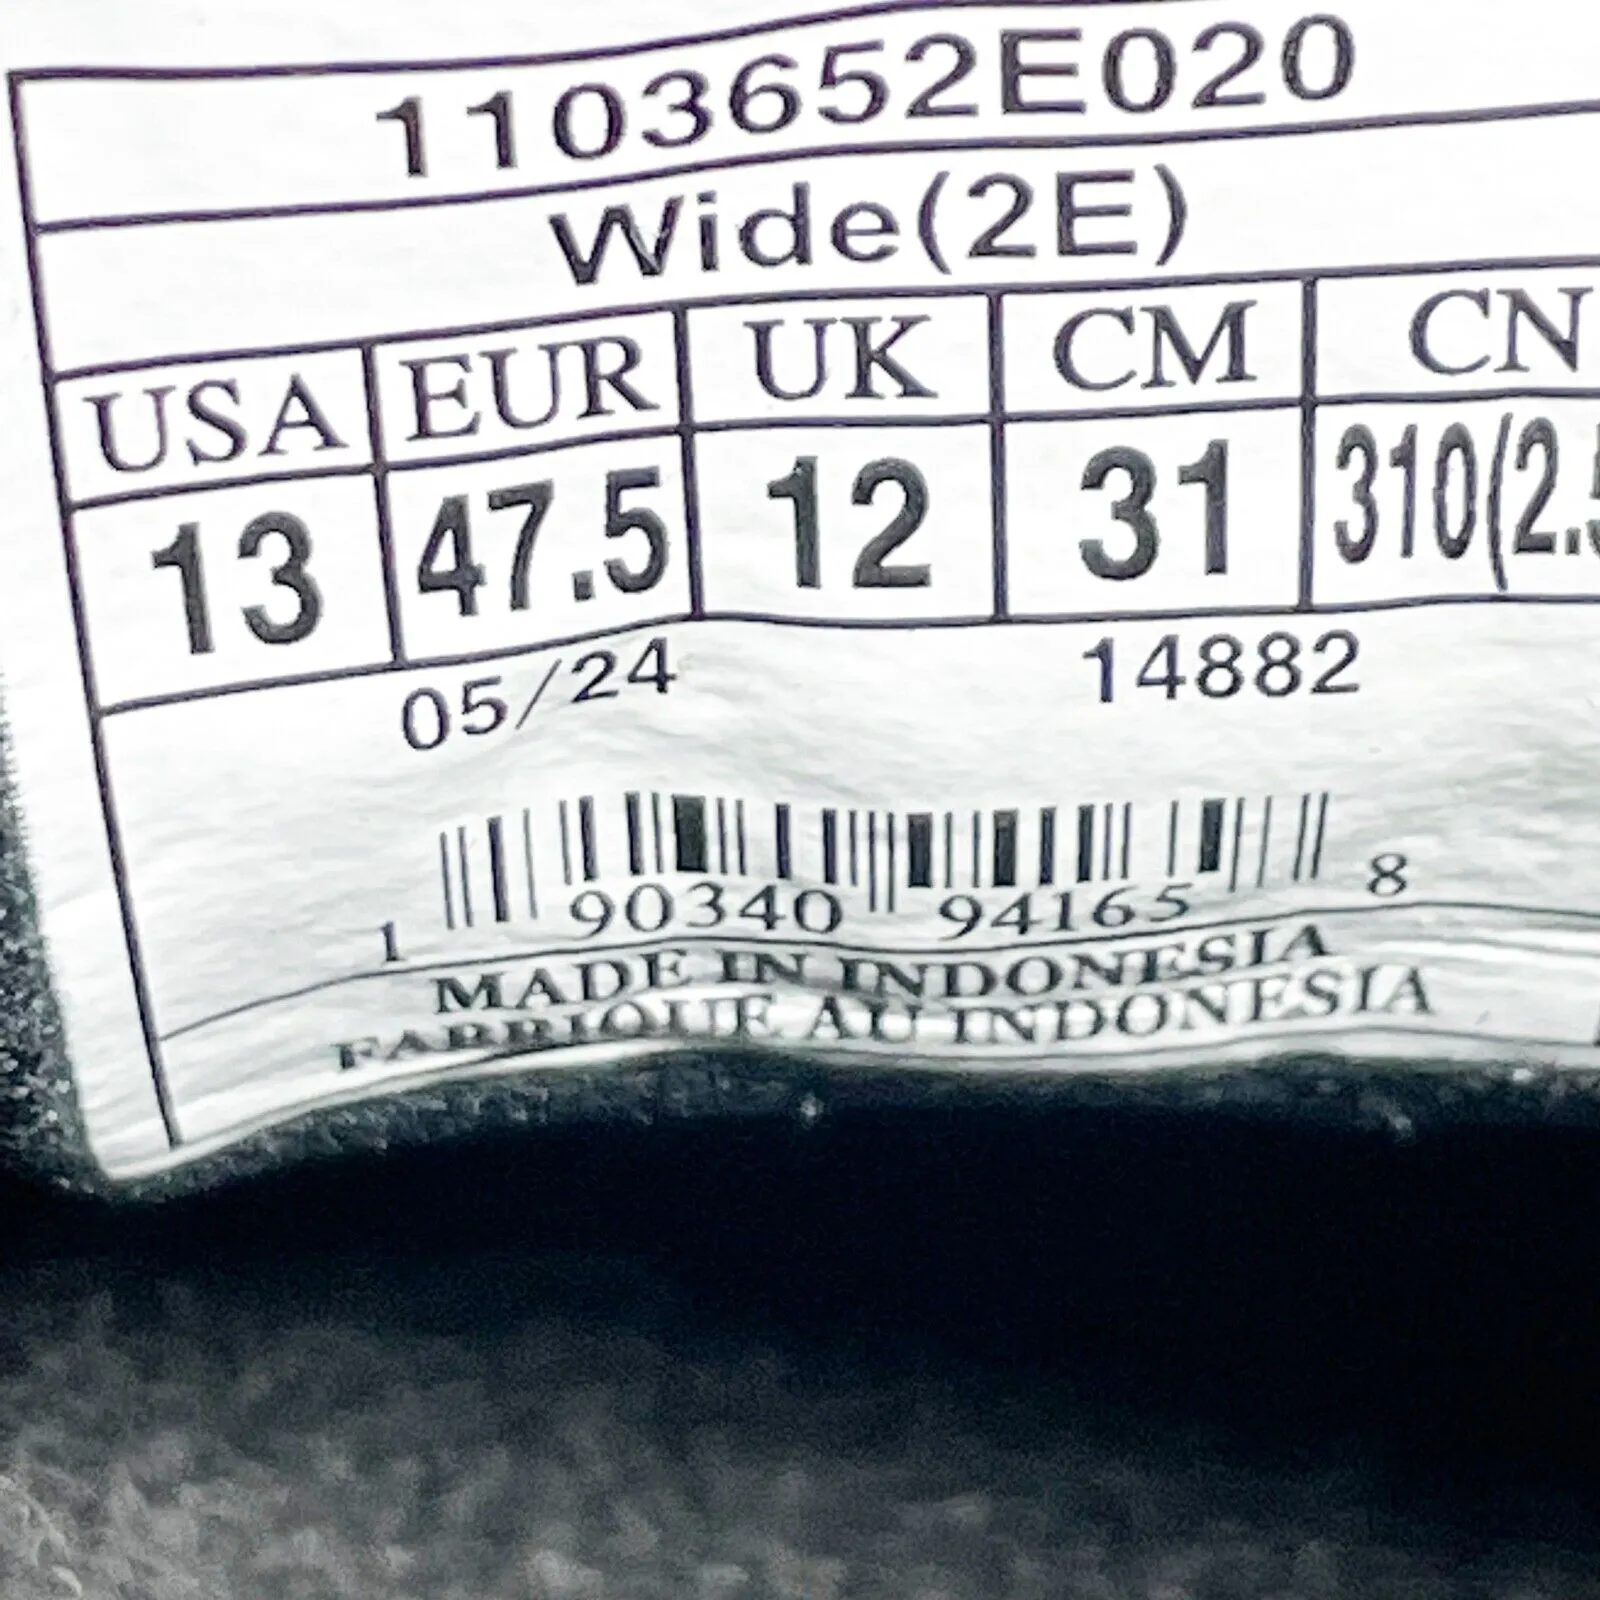 1103652E020
Wide(2E)
USA EUR UK CM CN
13 47.5 12 31 310(2.5
05/24 14882
1 90340 94165 8
MADE IN INDONESIA
FABRIQUE AU INDONESIA